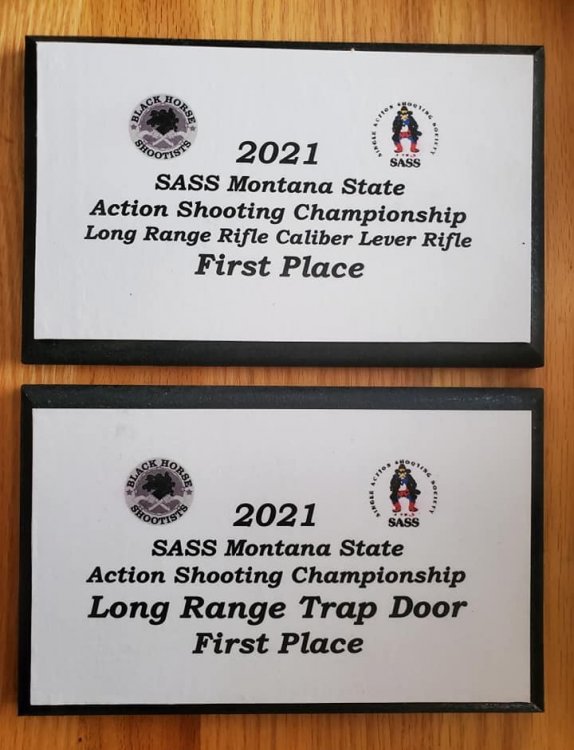 BLACK HORSE SHOOTISTS
SINGLE ACTION SHOOTING SOCIETY
SASS
2021
SASS Montana State
Action Shooting Championship
Long Range Rifle Caliber Lever Rifle
First Place
BLACK HORSE SHOOTISTS
SINGLE ACTION SHOOTING SOCIETY
SASS
2021
SASS Montana State
Action Shooting Championship
Long Range Trap Door
First Place